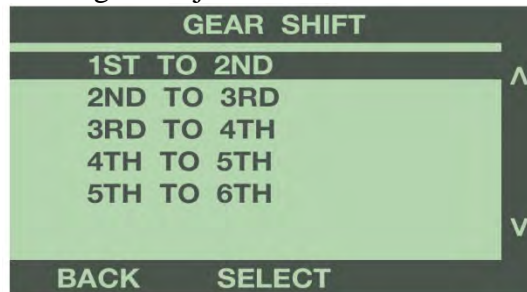 GEAR SHIFT
1ST TO 2ND
2ND TO 3RD
3RD TO 4TH
4TH TO 5TH
5TH TO 6TH
BACK SELECT